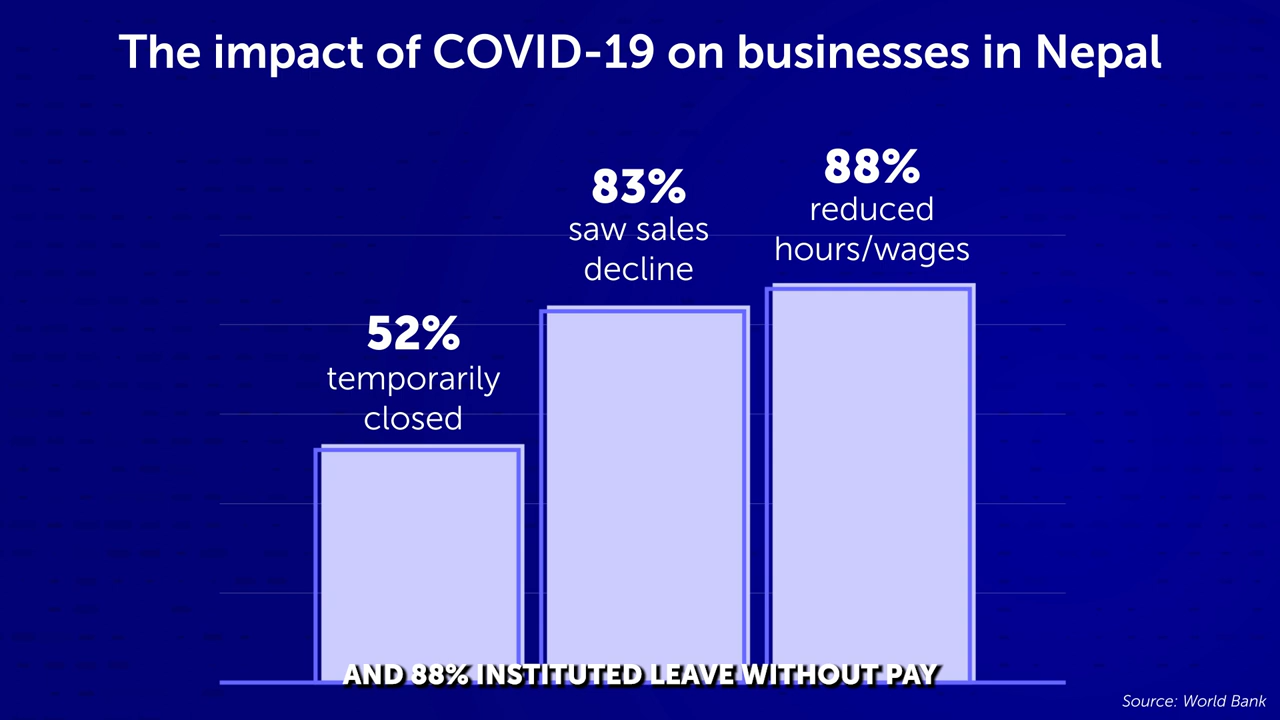 The impact of COVID-19 on businesses in Nepal
52%
temporarily
closed
83%
saw sales
decline
88%
reduced
hours/wages
AND 88% INSTITUTED LEAVE WITHOUT PAY
Source: World Bank